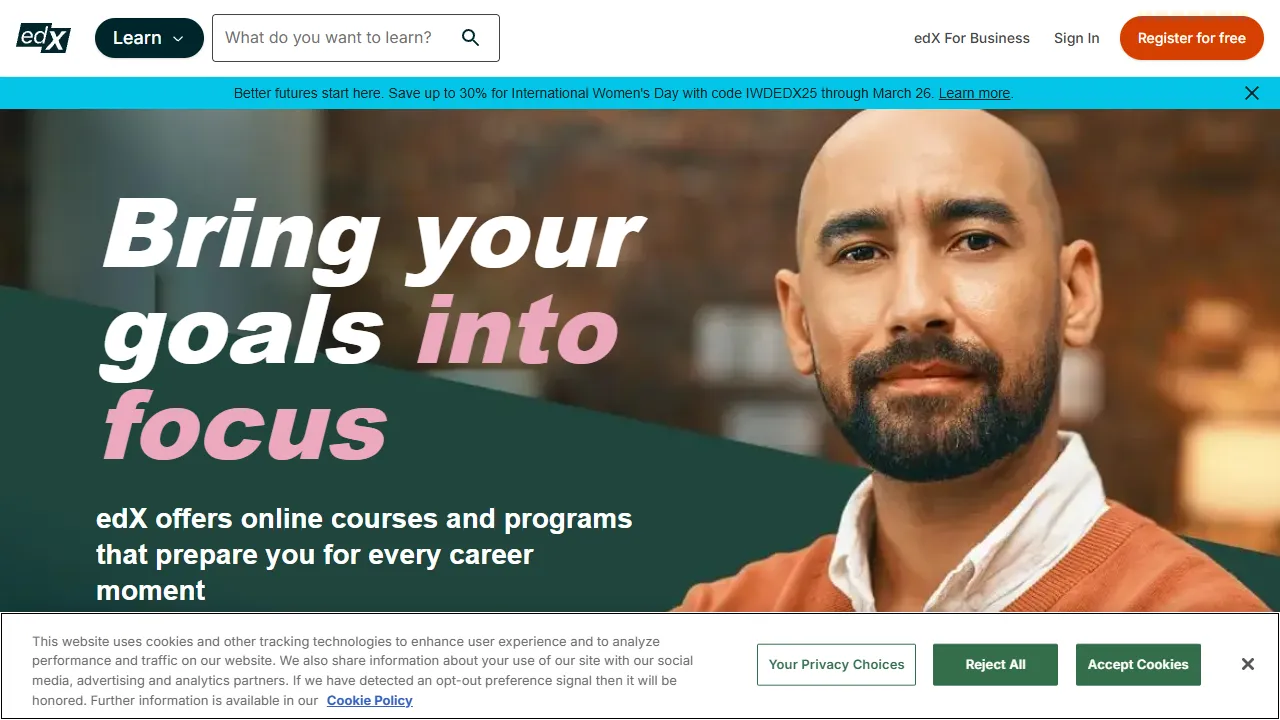 edX
Learn
What do you want to learn?
edX For Business
Sign In
Register for free
Better futures start here. Save up to 30% for International Women's Day with code IWDEDX25 through March 26. Learn more.
Bring your
goals into
focus
edX offers online courses and programs
that prepare you for every career
moment
This website uses cookies and other tracking technologies to enhance user experience and to analyze
performance and traffic on our website. We also share information about your use of our site with our social
media, advertising and analytics partners. If we have detected an opt-out preference signal then it will be
honored. Further information is available in our Cookie Policy
Your Privacy Choices
Reject All
Accept Cookies